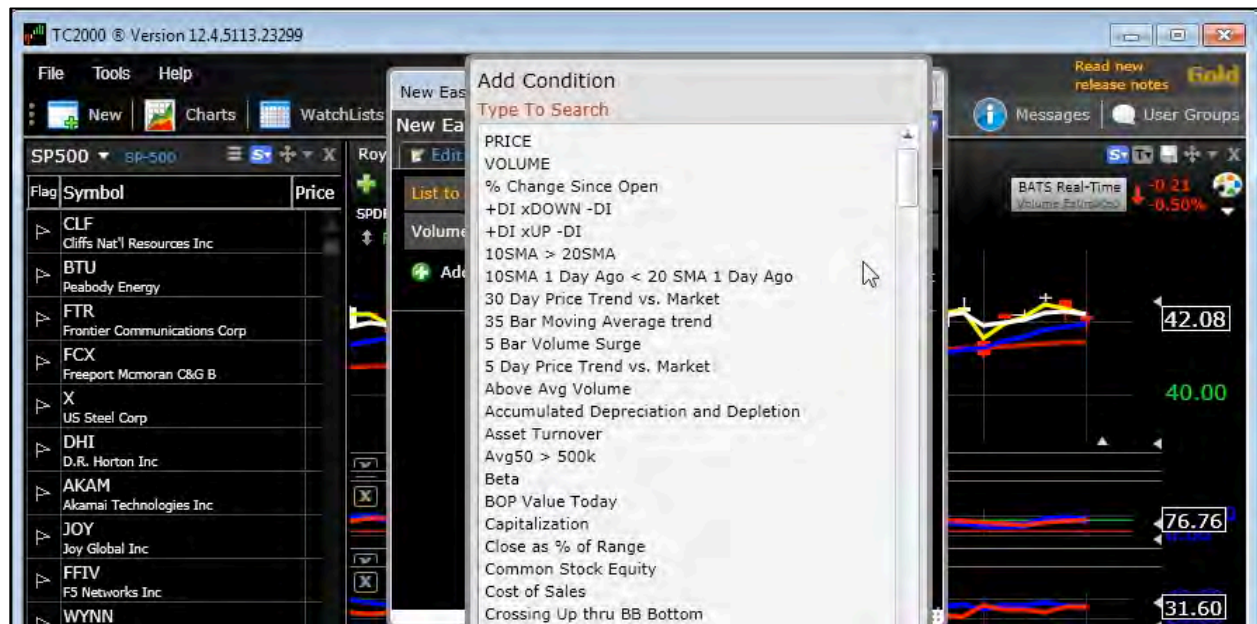 TC2000 ® Version 12.4.5113.23299
File Tools Help
Read new
release notes
Gold
New Charts WatchLists
Messages User Groups
SP500 SP-500
Flag Symbol Price
CLF
Cliffs Nat'l Resources Inc
BTU
Peabody Energy
FTR
Frontier Communications Corp
FCX
Freeport Mcmoran C&G B
X
US Steel Corp
DHI
D.R. Horton Inc
AKAM
Akamai Technologies Inc
JOY
Joy Global Inc
FFIV
F5 Networks Inc
WYNN
Roy
SPDR
New Eas
New Ea
Edit
List to
Volume
Add
Add Condition
Type To Search
PRICE
VOLUME
% Change Since Open
+DI xDOWN -DI
+DI xUP -DI
10SMA > 20SMA
10SMA 1 Day Ago < 20 SMA 1 Day Ago
30 Day Price Trend vs. Market
35 Bar Moving Average trend
5 Bar Volume Surge
5 Day Price Trend vs. Market
Above Avg Volume
Accumulated Depreciation and Depletion
Asset Turnover
Avg50 > 500k
Beta
BOP Value Today
Capitalization
Close as % of Range
Common Stock Equity
Cost of Sales
Crossing Up thru BB Bottom
BATS Real-Time
Volume Estimated
-0.21
-0.50%
42.08
40.00
76.76
31.60